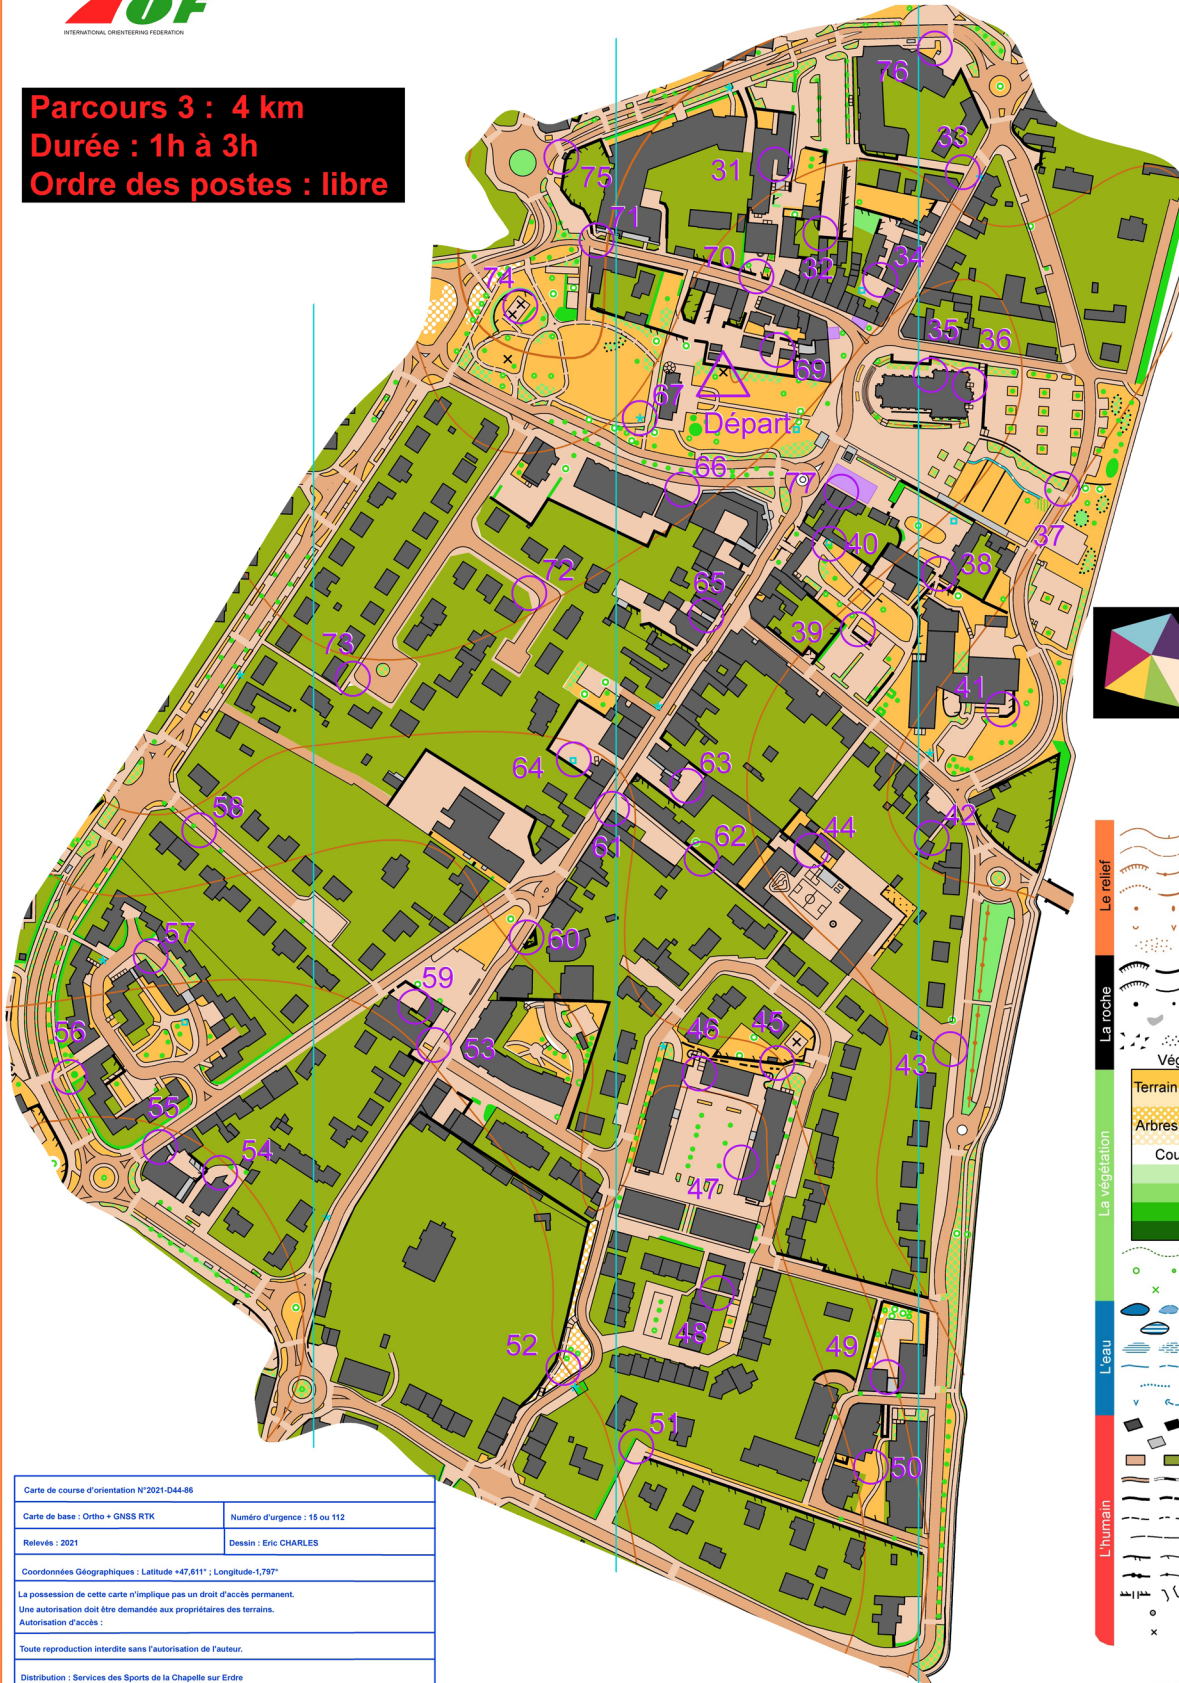 IOF
INTERNATIONAL ORIENTEERING FEDERATION
Parcours 3 : 4 km
Durée : 1h à 3h
Ordre des postes : libre
76
33
31
75
71
70
32
34
74
35
36
69
67
Départ
66
77
37
40
38
72
65
39
73
41
64
63
58
61
62
44
42
57
60
59
53
56
46
45
43
55
54
47
48
52
49
51
50
Le relief
La roche
Vég
Terrain
Arbres
Cou
La végétation
L'eau
L'humain
Carte de course d'orientation N°2021-D44-86
Carte de base : Ortho + GNSS RTK
Numéro d'urgence : 15 ou 112
Relevés : 2021
Dessin : Eric CHARLES
Coordonnées Géographiques : Latitude +47,611° ; Longitude-1,797°
La possession de cette carte n'implique pas un droit d'accès permanent.
Une autorisation doit être demandée aux propriétaires des terrains.
Autorisation d'accès :
Toute reproduction interdite sans l'autorisation de l'auteur.
Distribution : Services des Sports de la Chapelle sur Erdre